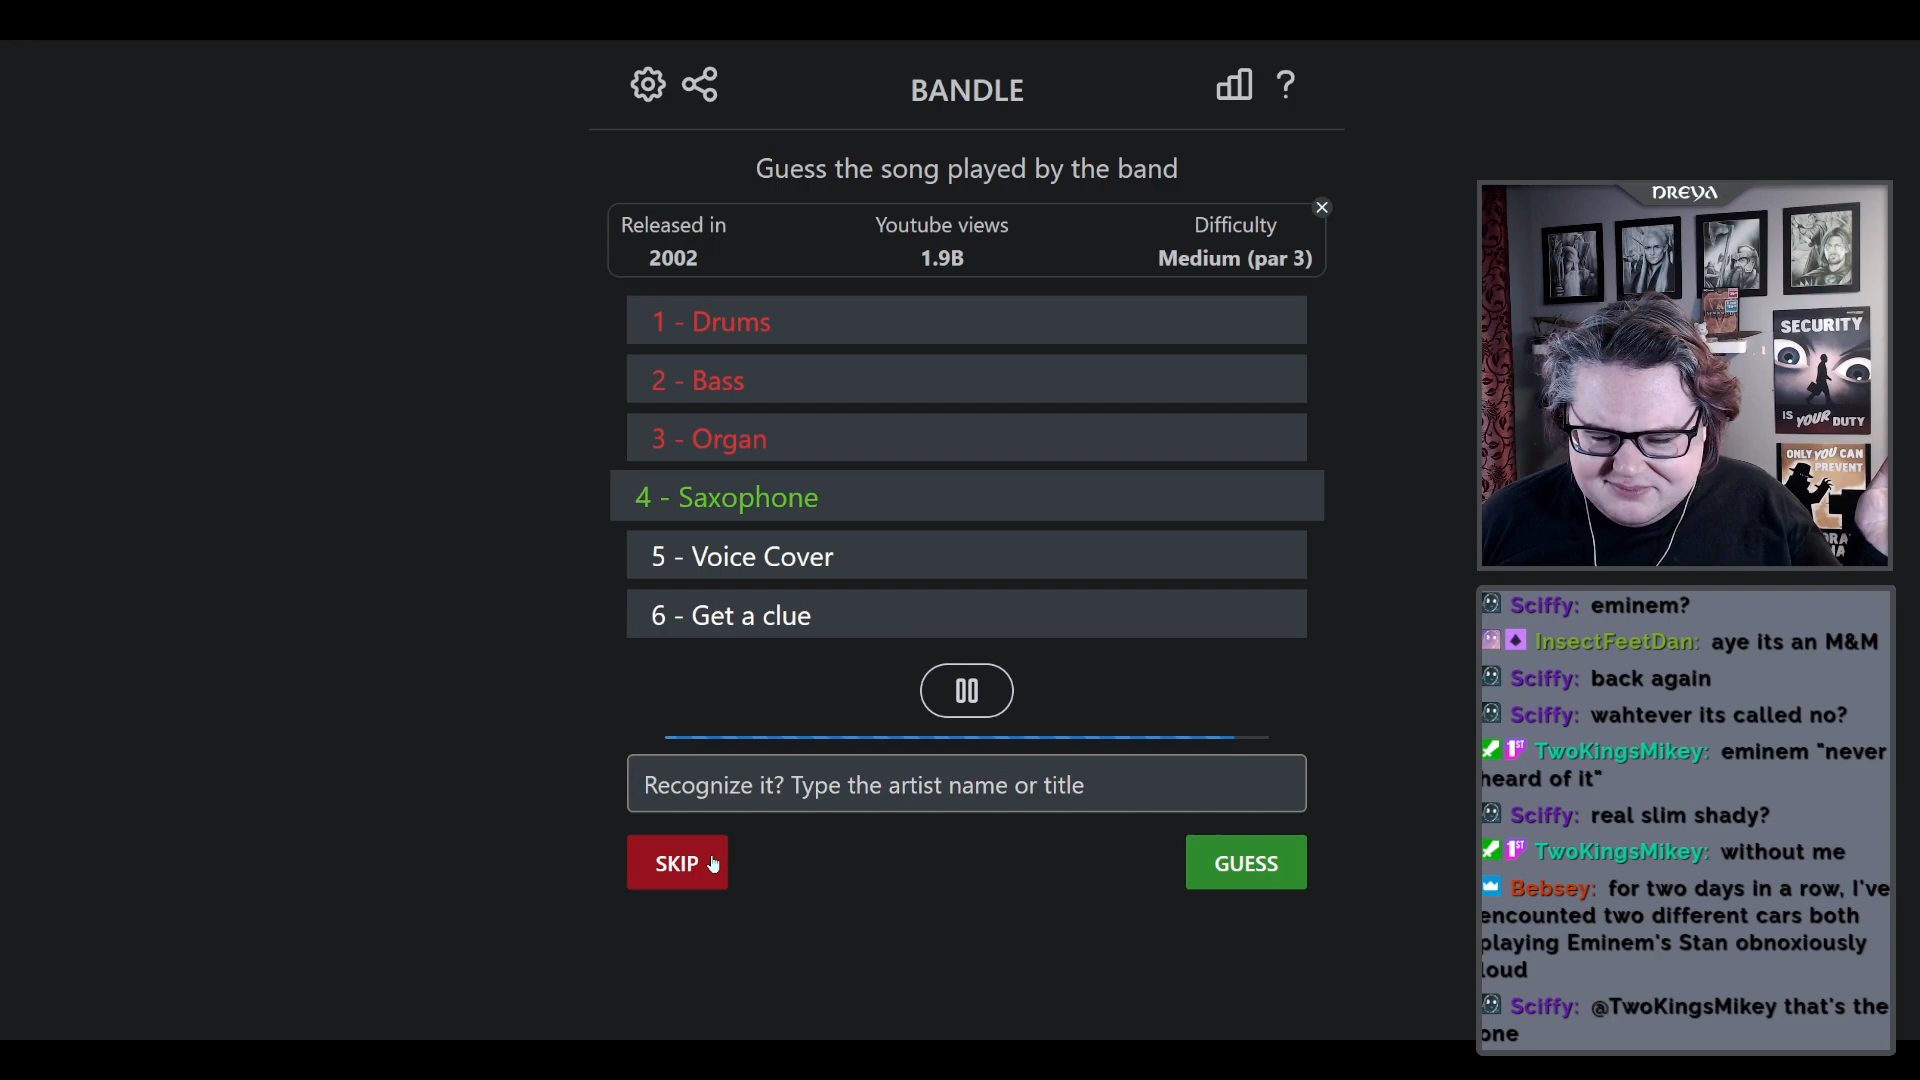 BANDLE
?
Guess the song played by the band
Released in
2002
Youtube views
1.9B
Difficulty
Medium (par 3)
1 - Drums
2 - Bass
3 - Organ
4 - Saxophone
5 - Voice Cover
6 - Get a clue
Recognize it? Type the artist name or title
SKIP
GUESS
DREYA
SECURITY
IS YOUR DUTY
ONLY YOU CAN
PREVENT
Sciffy: eminem?
InsectFeetDan: aye its an M&M
Sciffy: back again
Sciffy: wahtever its called no?
1ST TwoKingsMikey: eminem "never
heard of it"
Sciffy: real slim shady?
1ST TwoKingsMikey: without me
Bebsey: for two days in a row, I've
encounted two different cars both
playing Eminem's Stan obnoxiously
loud
Sciffy: @TwoKingsMikey that's the
one